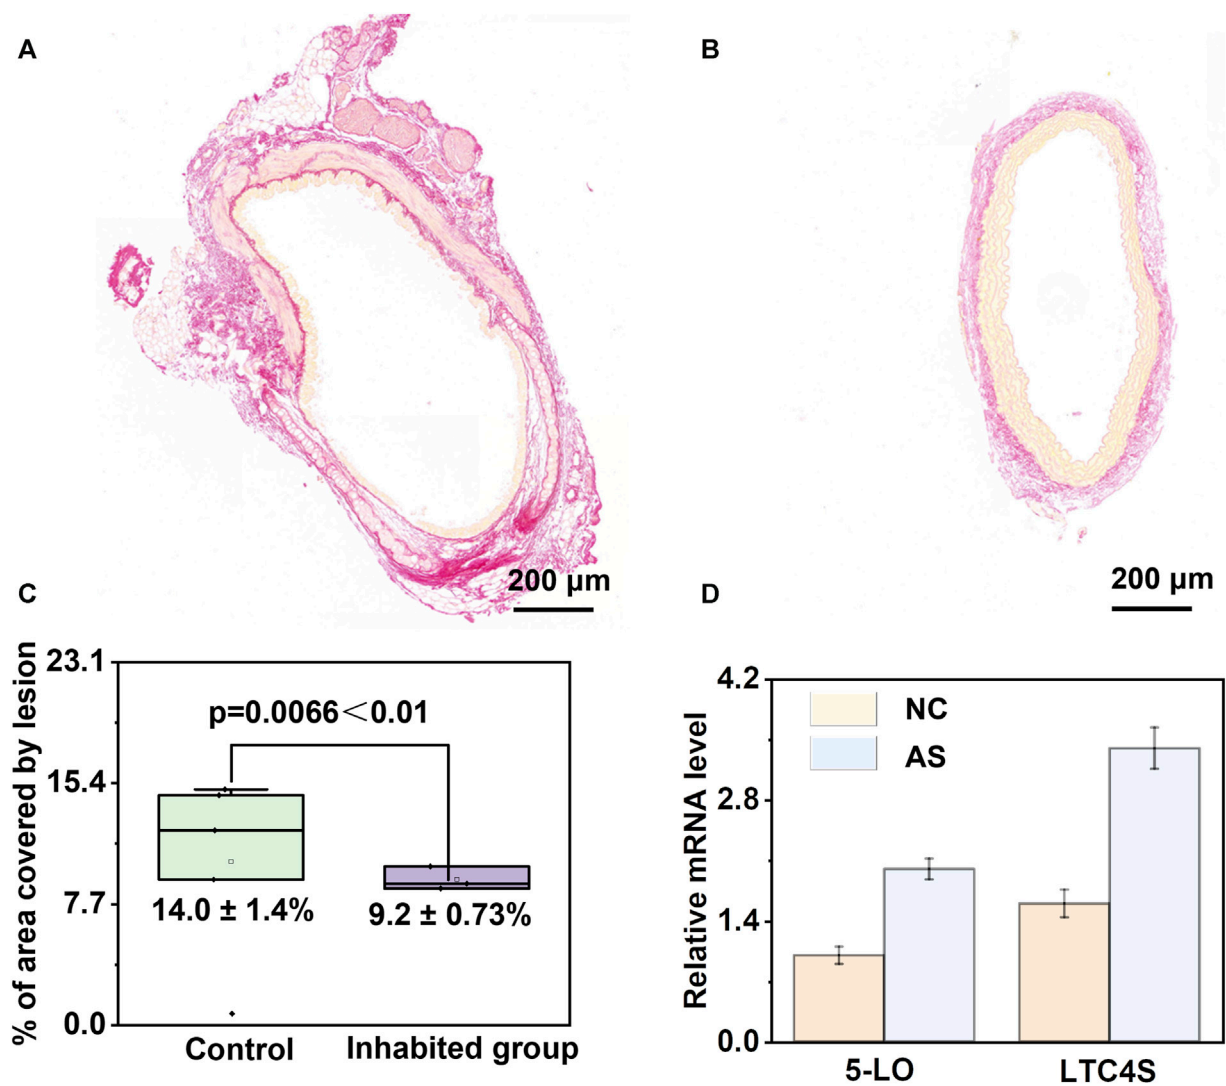 A
B
200 µm
200 µm
C
% of area covered by lesion
23.1
15.4
7.7
0.0
p=0.0066<0.01
14.0 ± 1.4%
9.2 ± 0.73%
Control
Inhabited group
D
Relative mRNA level
4.2
2.8
1.4
0.0
NC
AS
5-LO
LTC4S